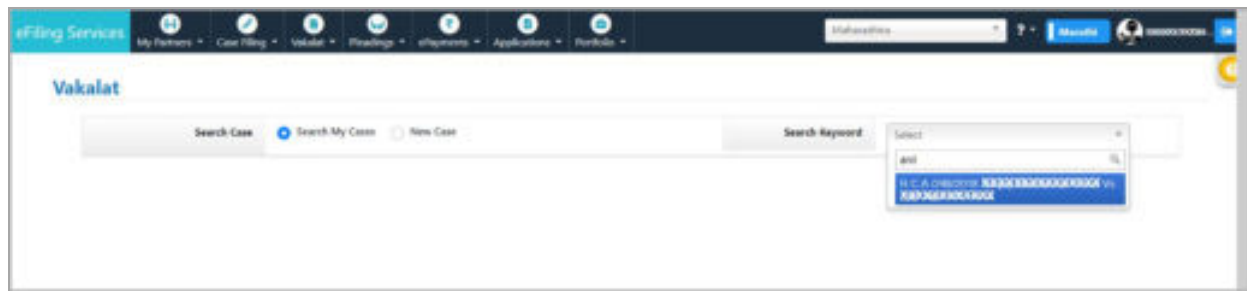 eFiling Services
My Partners Case Filing Vakalat Pleadings ePayments Applications Portfolio Maharashtra ?
Vakalat
Search Case Search My Cases New Case Search Keyword Select
anil
Vs